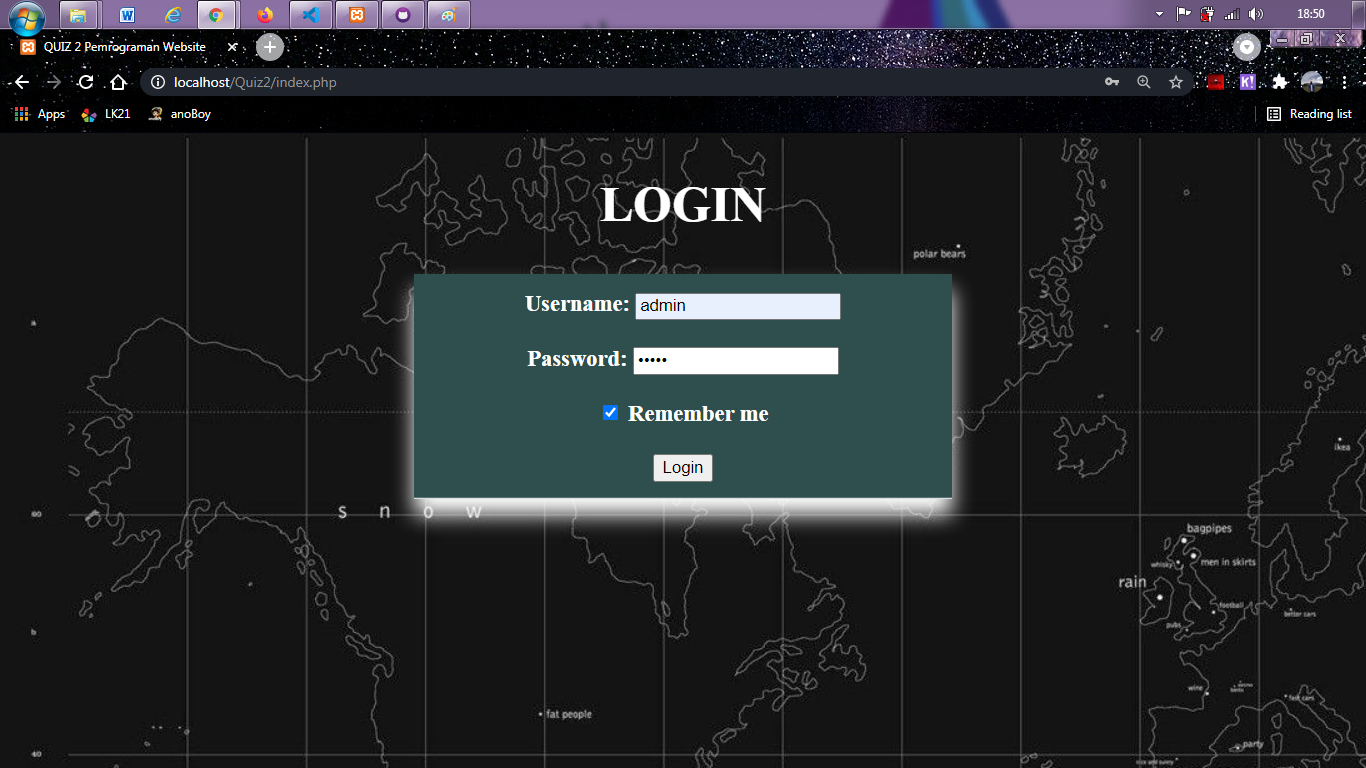 18:50
QUIZ 2 Pemrograman Website
localhost/Quiz2/index.php
Apps LK21 anoBoy Reading list
LOGIN
polar bears
Username: admin
a
Password: •••••
Remember me
ikea
Login
60 snow
bagpipes
whisky men in skirts
rain
football
better cars
b pubs
wine
fast cars
fat people
party
40